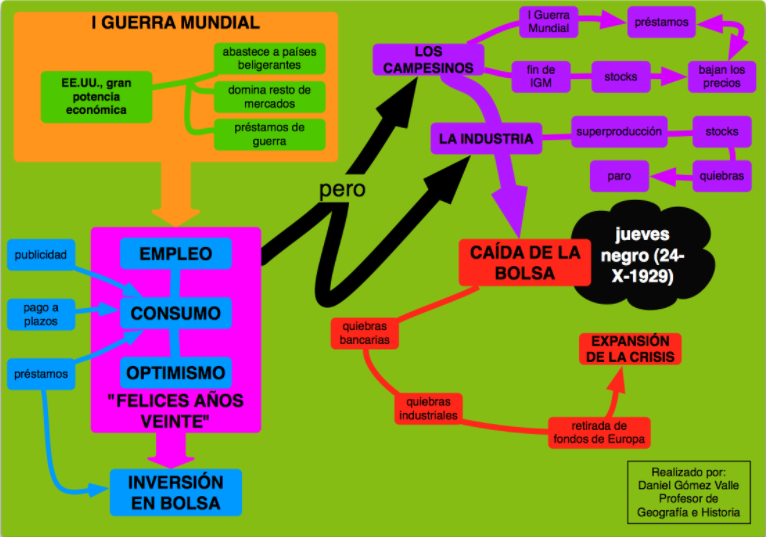 I GUERRA MUNDIAL
EE.UU., gran
potencia
económica
abastece a países
beligerantes
domina resto de
mercados
préstamos de
guerra
pero
LOS
CAMPESINOS
I Guerra
Mundial
préstamos
fin de
IGM
stocks
bajan los
precios
LA INDUSTRIA
superproducción
stocks
paro
quiebras
publicidad
pago a
plazos
préstamos
EMPLEO
CONSUMO
OPTIMISMO
"FELICES AÑOS
VEINTE"
INVERSIÓN
EN BOLSA
CAÍDA DE LA
BOLSA
jueves
negro (24-
X-1929)
quiebras
bancarias
quiebras
industriales
retirada de
fondos de Europa
EXPANSIÓN
DE LA CRISIS
Realizado por:
Daniel Gómez Valle
Profesor de
Geografía e Historia